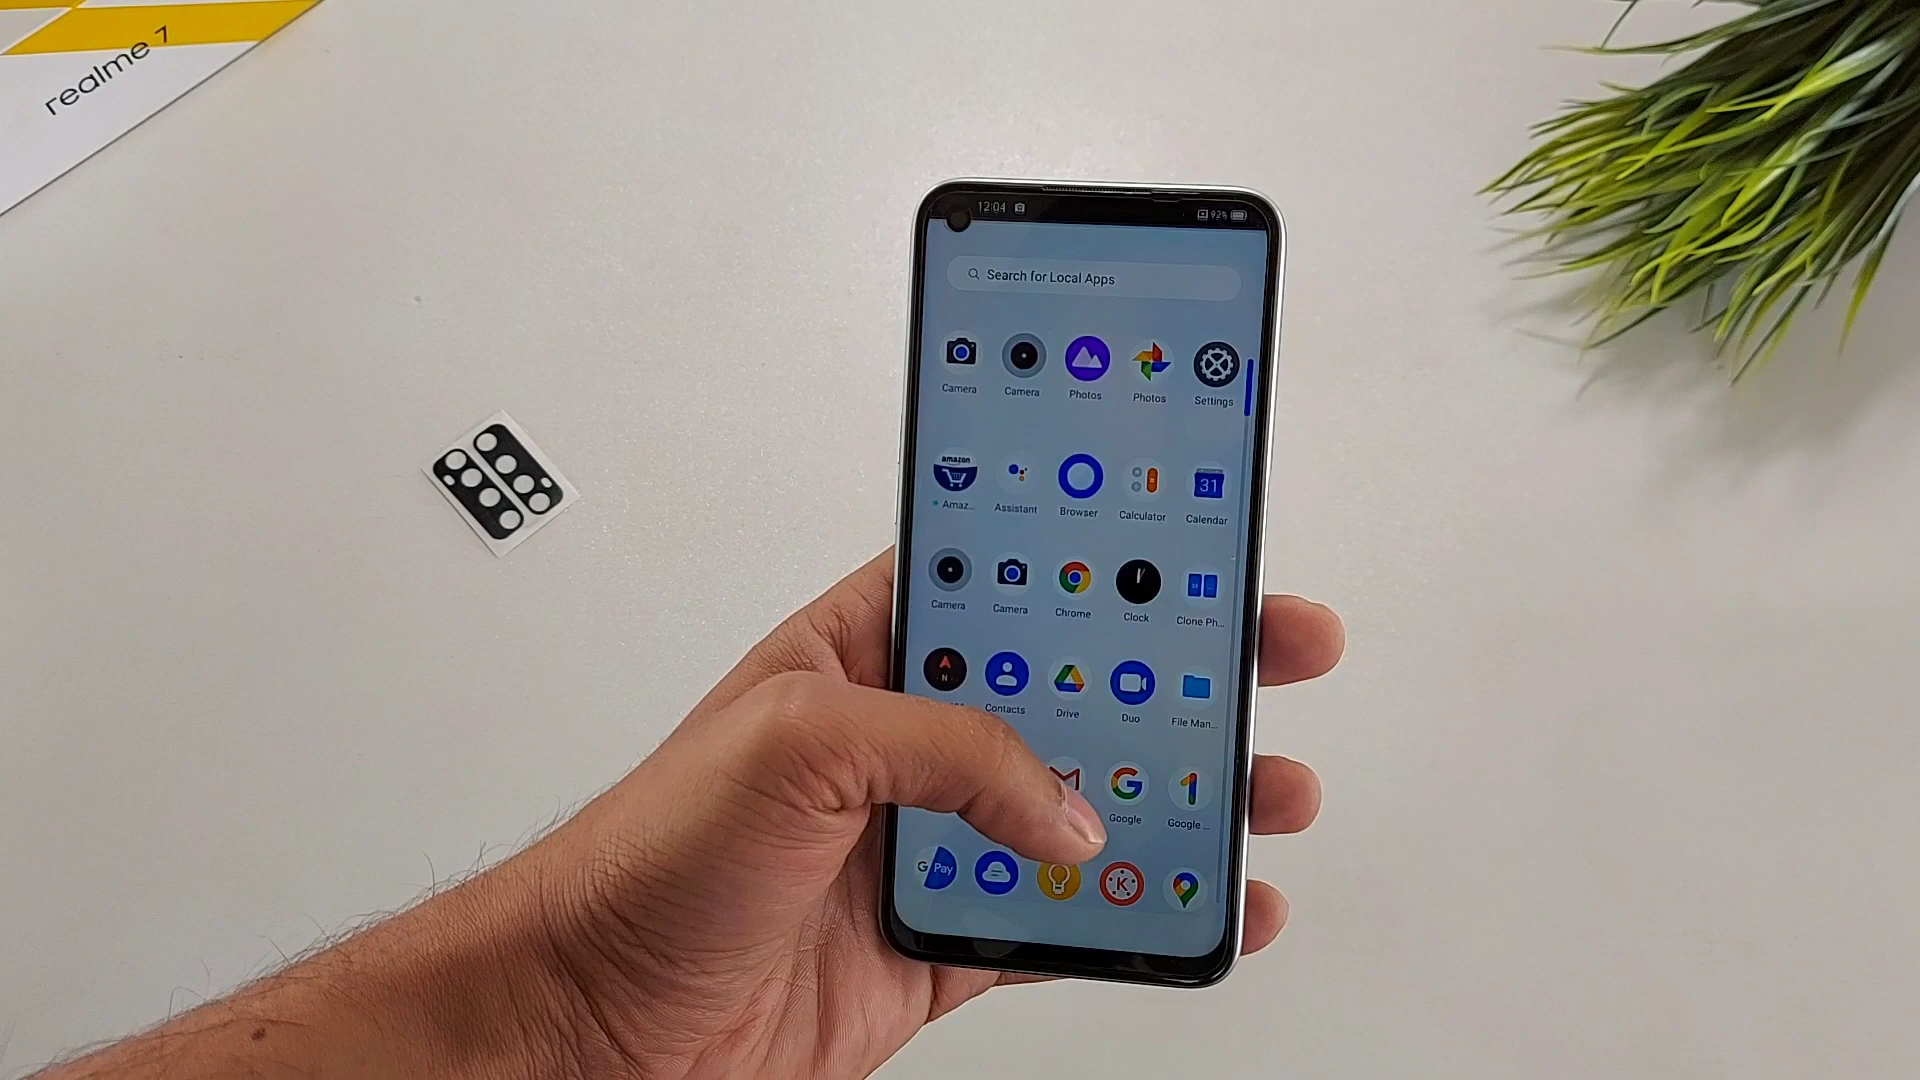 realme 7
12:04
92%
Search for Local Apps
Camera
Camera
Photos
Photos
Settings
amazon
31
Amaz...
Assistant
Browser
Calculator
Calendar
Camera
Camera
Chrome
Clock
Clone Ph...
N
Contacts
Drive
Duo
File Man...
Google
Google ...
G Pay
K